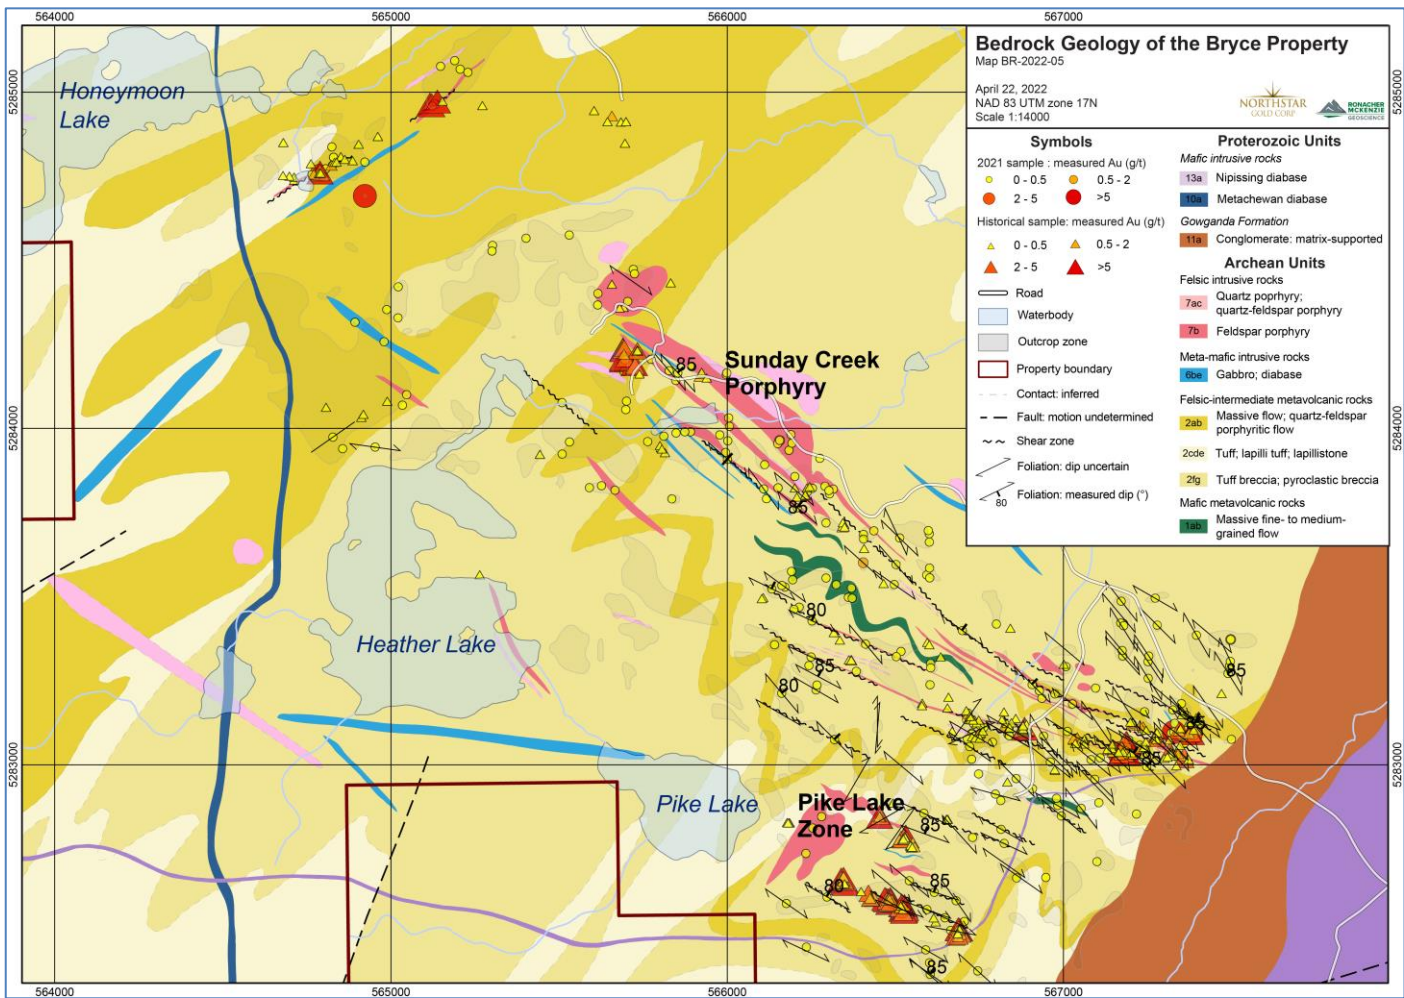 564000
565000
566000
567000
5285000
5285000
Honeymoon
Lake
Bedrock Geology of the Bryce Property
Map BR-2022-05
April 22, 2022
NAD 83 UTM zone 17N
Scale 1:14000
NORTHSTAR
GOLD CORP
RONACHER
MCKENZIE
GEOSCIENCE
Symbols
2021 sample : measured Au (g/t)
0 - 0.5
0.5 - 2
2 - 5
>5
Historical sample: measured Au (g/t)
0 - 0.5
0.5 - 2
2 - 5
>5
Road
Waterbody
Outcrop zone
Property boundary
Contact: inferred
Fault: motion undetermined
Shear zone
Foliation: dip uncertain
Foliation: measured dip (°)
80
Proterozoic Units
Mafic intrusive rocks
13a Nipissing diabase
10a Metachewan diabase
Gowganda Formation
11a Conglomerate: matrix-supported
Archean Units
Felsic intrusive rocks
7ac Quartz poprhyry;
quartz-feldspar porphyry
7b Feldspar porphyry
Meta-mafic intrusive rocks
6be Gabbro; diabase
Felsic-intermediate metavolcanic rocks
2ab Massive flow; quartz-feldspar
porphyritic flow
2cde Tuff; lapilli tuff; lapillistone
2fg Tuff breccia; pyroclastic breccia
Mafic metavolcanic rocks
1ab Massive fine- to medium-
grained flow
85
Sunday Creek
Porphyry
5284000
5284000
85
80
Heather Lake
85
85
80
85
85
5283000
5283000
Pike Lake
Pike Lake
Zone
85
80
85
85
564000
565000
566000
567000